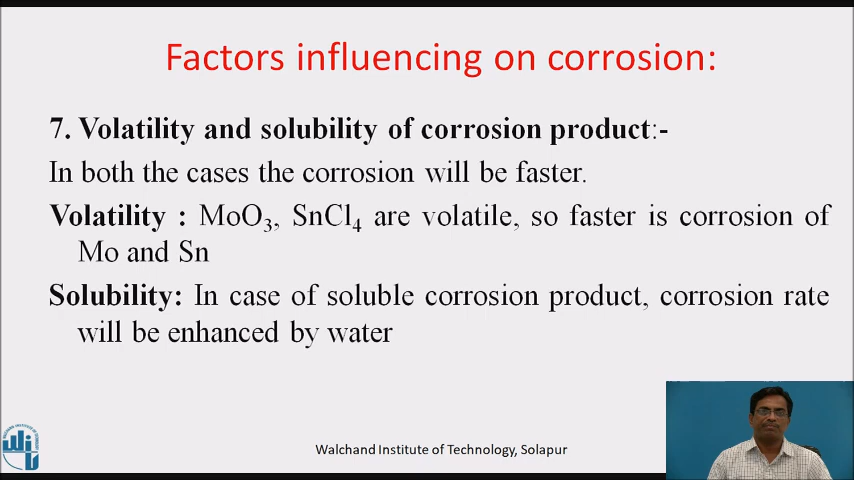 Factors influencing on corrosion:
7. Volatility and solubility of corrosion product:-
In both the cases the corrosion will be faster.
Volatility : MoO₃, SnCl₄ are volatile, so faster is corrosion of
Mo and Sn
Solubility: In case of soluble corrosion product, corrosion rate
will be enhanced by water
Walchand Institute of Technology, Solapur